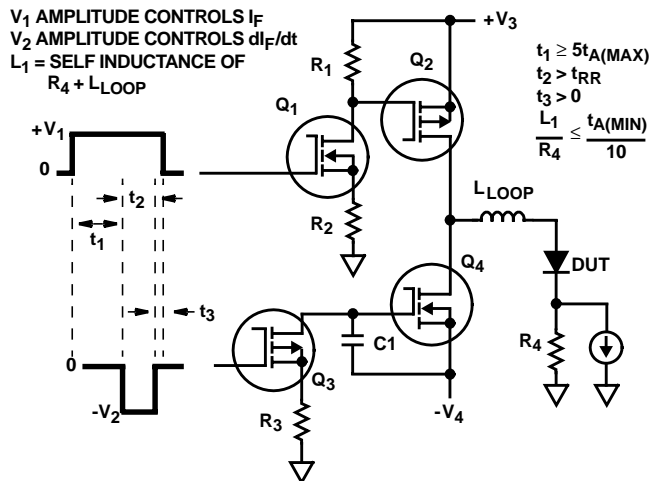 V1 AMPLITUDE CONTROLS IF
V2 AMPLITUDE CONTROLS dIF/dt
L1 = SELF INDUCTANCE OF
R4 + LLOOP
+V3
R1
Q2
t1 ≥ 5tA(MAX)
t2 > tRR
t3 > 0
L1/R4 ≤ tA(MIN)/10
Q1
+V1
0
t2
t1
R2
LLOOP
Q4
DUT
t3
R4
C1
0
Q3
-V2
R3
-V4